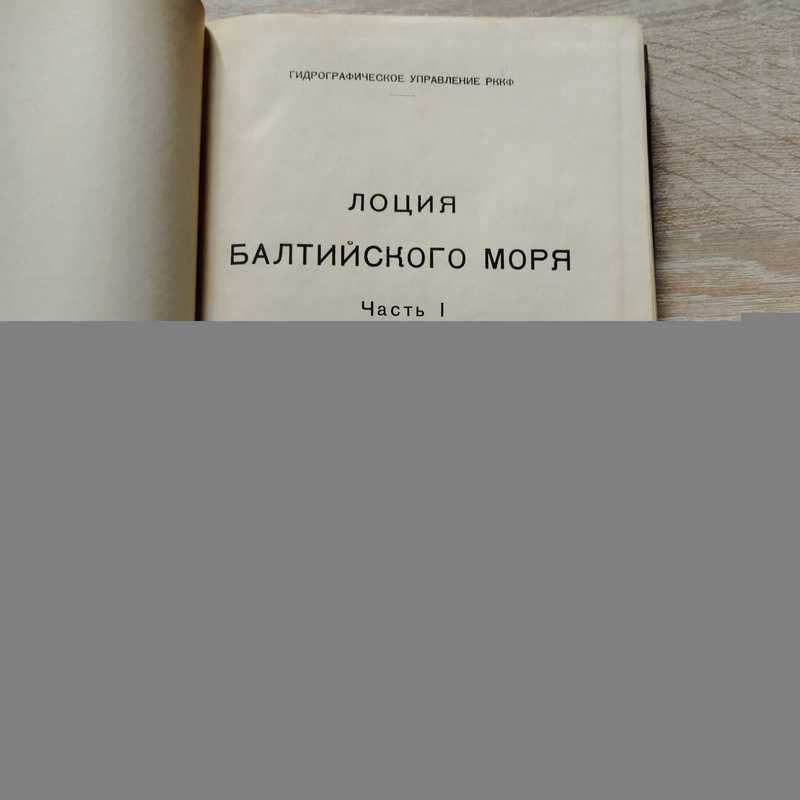 ГИДРОГРАФИЧЕСКОЕ УПРАВЛЕНИЕ РККФ
ЛОЦИЯ
БАЛТИЙСКОГО МОРЯ
Часть I